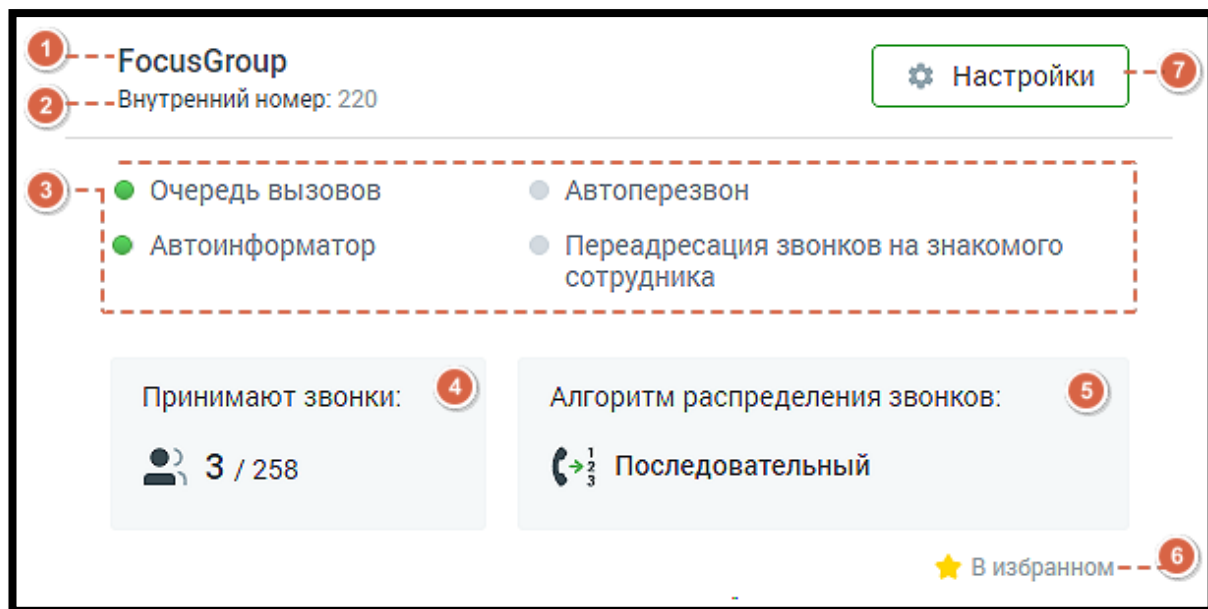 1 FocusGroup
Настройки 7
2 Внутренний номер: 220
3 Очередь вызовов
Автоперезвон
Автоинформатор
Переадресация звонков на знакомого
сотрудника
Принимают звонки: 4
3 / 258
Алгоритм распределения звонков: 5
1
2
3
Последовательный
В избранном 6